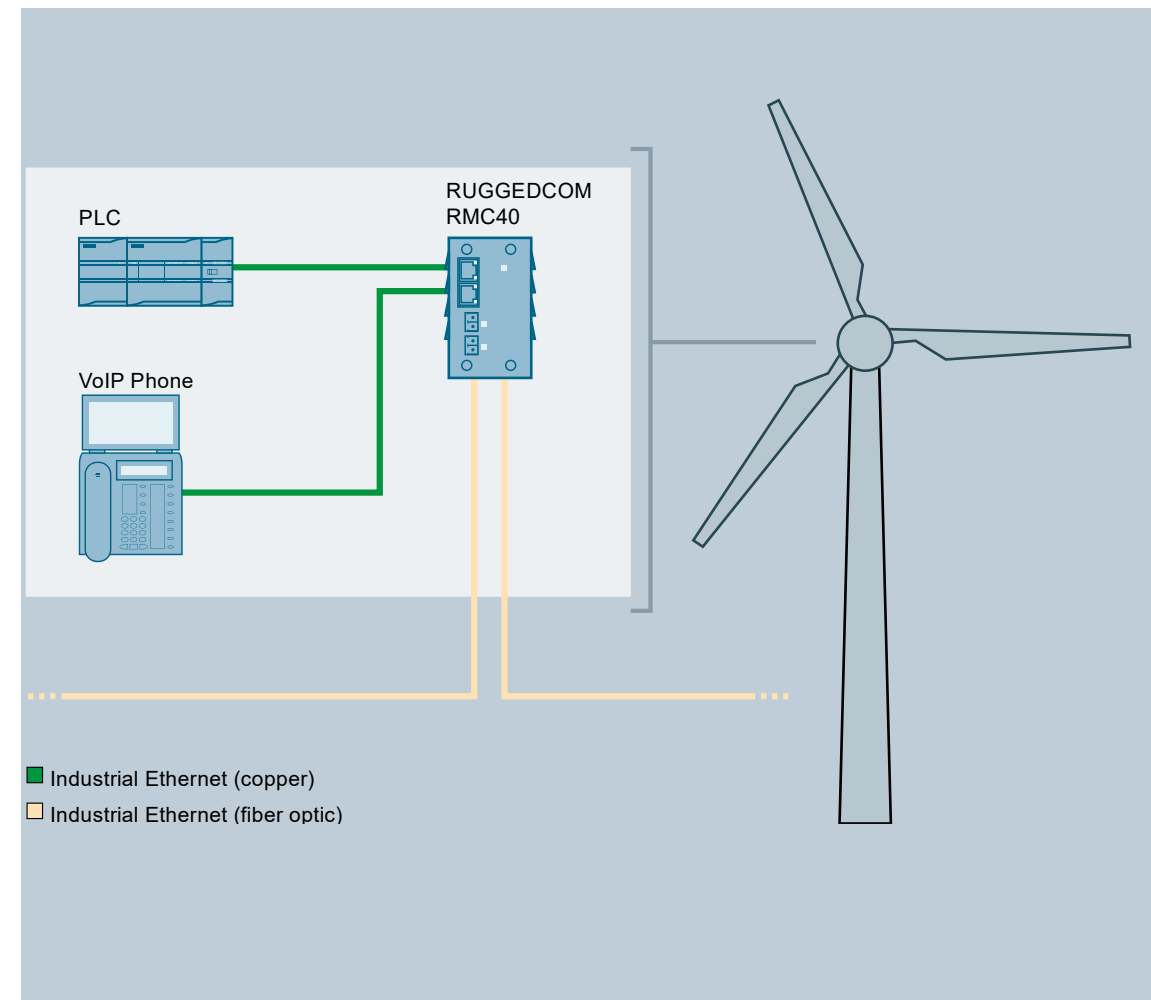 RUGGEDCOM
RMC40
PLC
VoIP Phone
Industrial Ethernet (copper)
Industrial Ethernet (fiber optic)